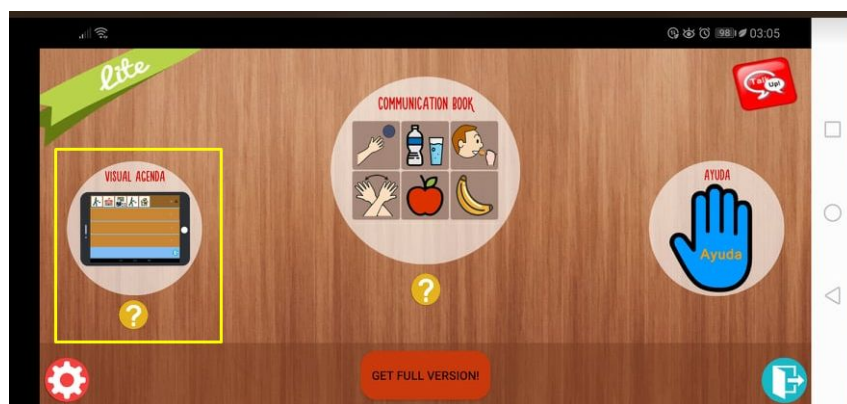 98 03:05
Lite
Talk Up!
COMMUNICATION BOOK
VISUAL AGENDA
AYUDA
Ayuda
?
?
GET FULL VERSION!